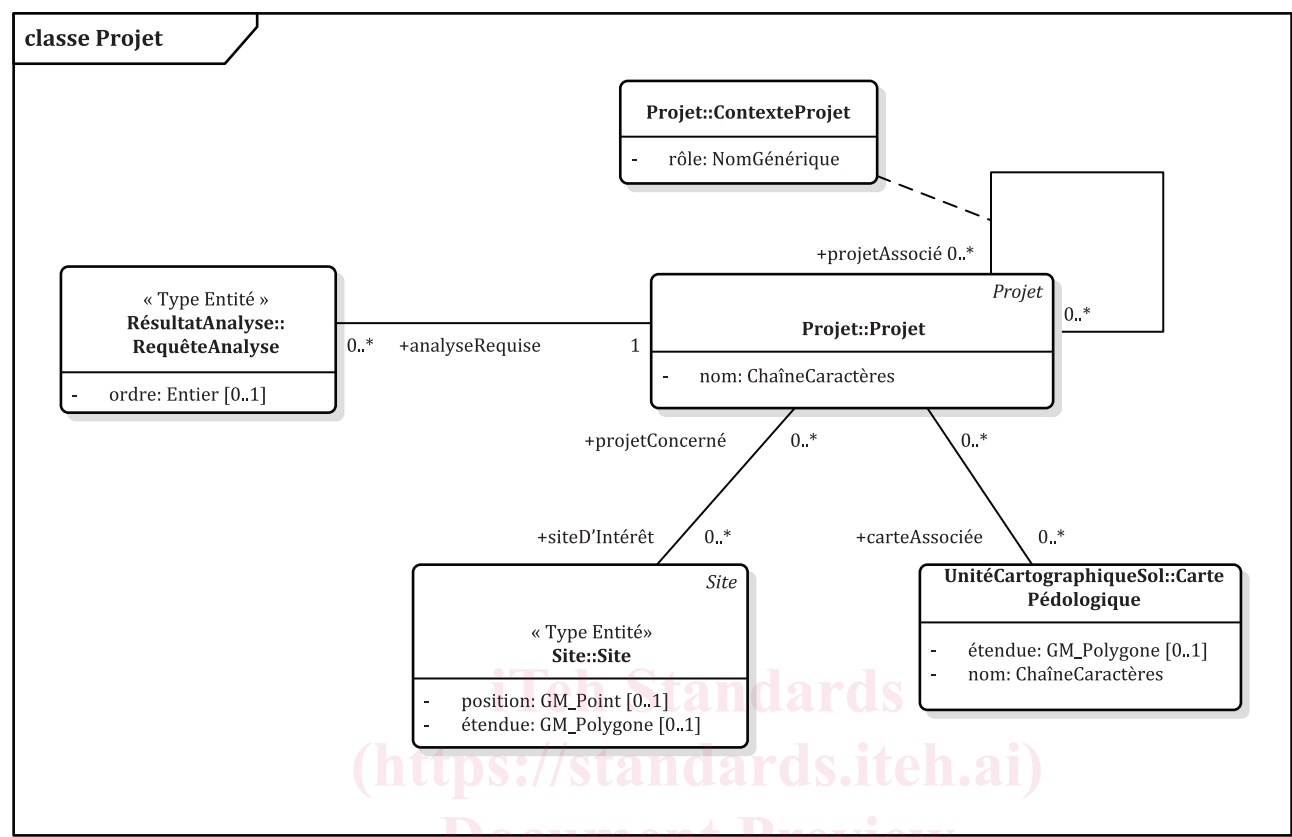 classe Projet
Projet::ContexteProjet
- rôle: NomGénérique
+projetAssocié 0..*
Projet
Projet::Projet
- nom: ChaîneCaractères
0..*
« Type Entité »
RésultatAnalyse::
RequêteAnalyse
- ordre: Entier [0..1]
0..* +analyseRequise 1
+projetConcerné 0..*
0..*
+siteD'Intérêt 0..*
+carteAssociée 0..*
Site
« Type Entité»
Site::Site
- position: GM_Point [0..1]
- étendue: GM_Polygone [0..1]
UnitéCartographiqueSol::Carte
Pédologique
- étendue: GM_Polygone [0..1]
- nom: ChaîneCaractères
iTeh Standards
(https://standards.iteh.ai)
Document Preview